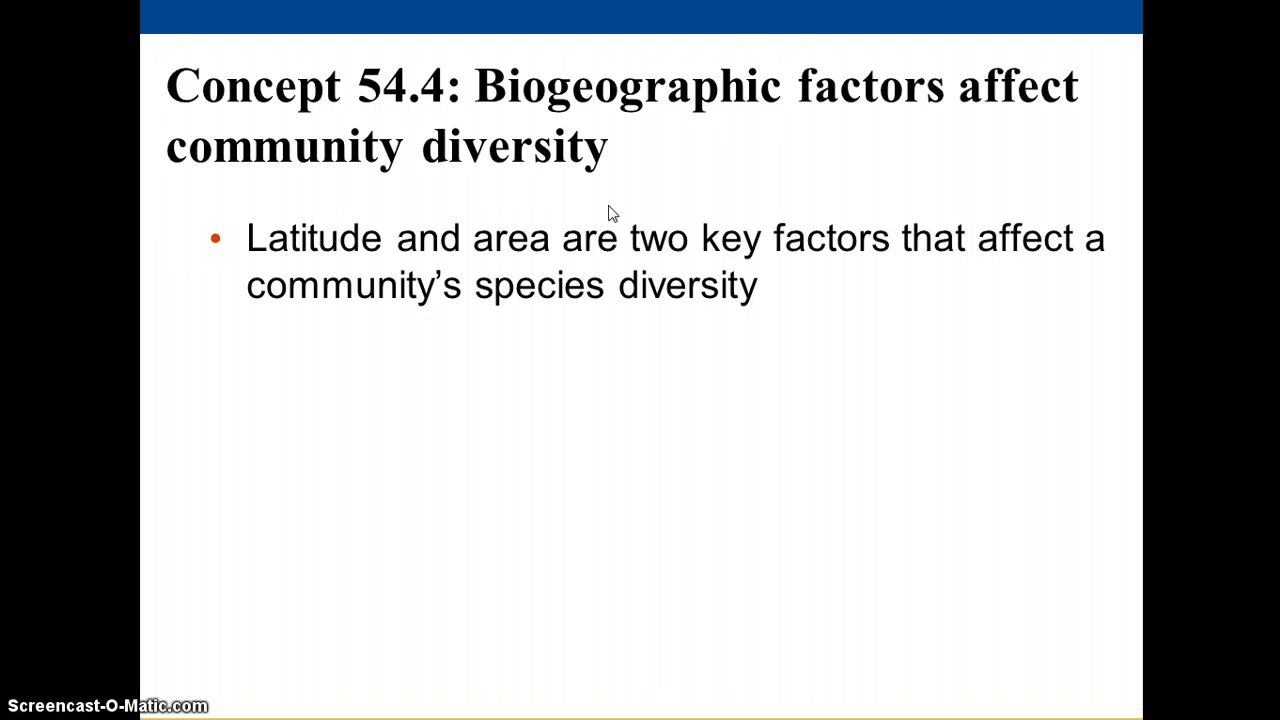 Concept 54.4: Biogeographic factors affect
community diversity
• Latitude and area are two key factors that affect a
community’s species diversity
Screencast-O-Matic.com